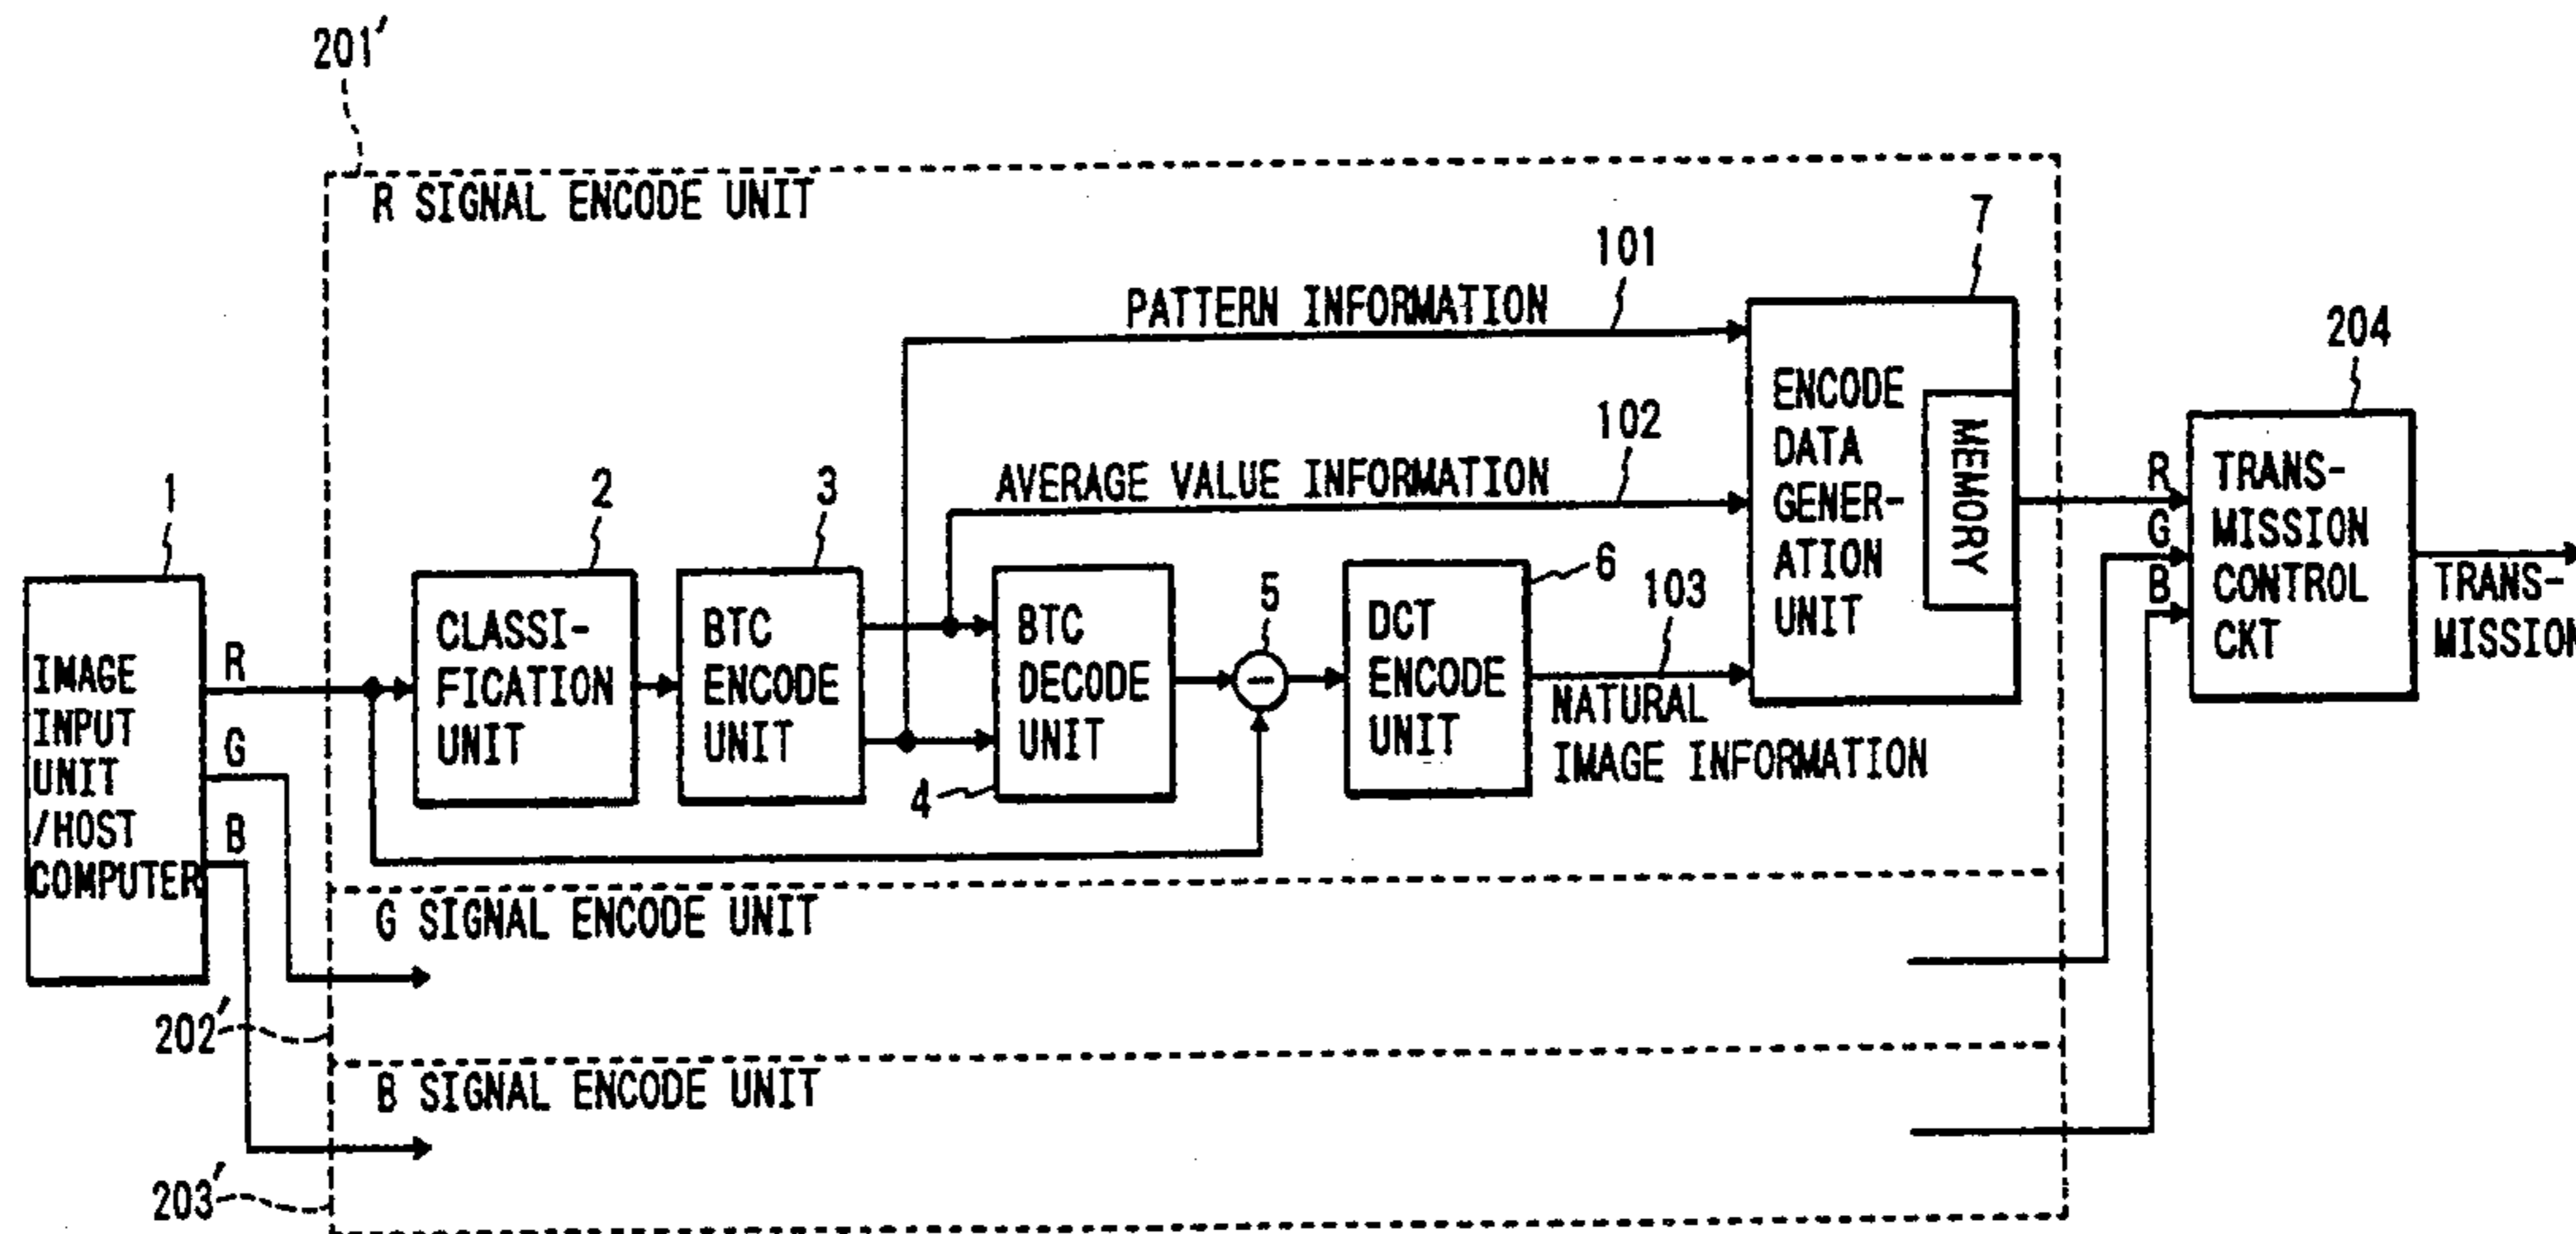 201'
R SIGNAL ENCODE UNIT
7
101
PATTERN INFORMATION
204
102
AVERAGE VALUE INFORMATION
ENCODE
DATA
GENER-
ATION
UNIT
MEMORY
1
2
3
R
G
B
TRANS-
MISSION
CONTROL
CKT
TRANS-
MISSION
IMAGE
INPUT
UNIT
/HOST
COMPUTER
R
G
B
CLASSI-
FICATION
UNIT
BTC
ENCODE
UNIT
BTC
DECODE
UNIT
4
5
–
DCT
ENCODE
UNIT
6
103
NATURAL
IMAGE INFORMATION
G SIGNAL ENCODE UNIT
202'
B SIGNAL ENCODE UNIT
203'